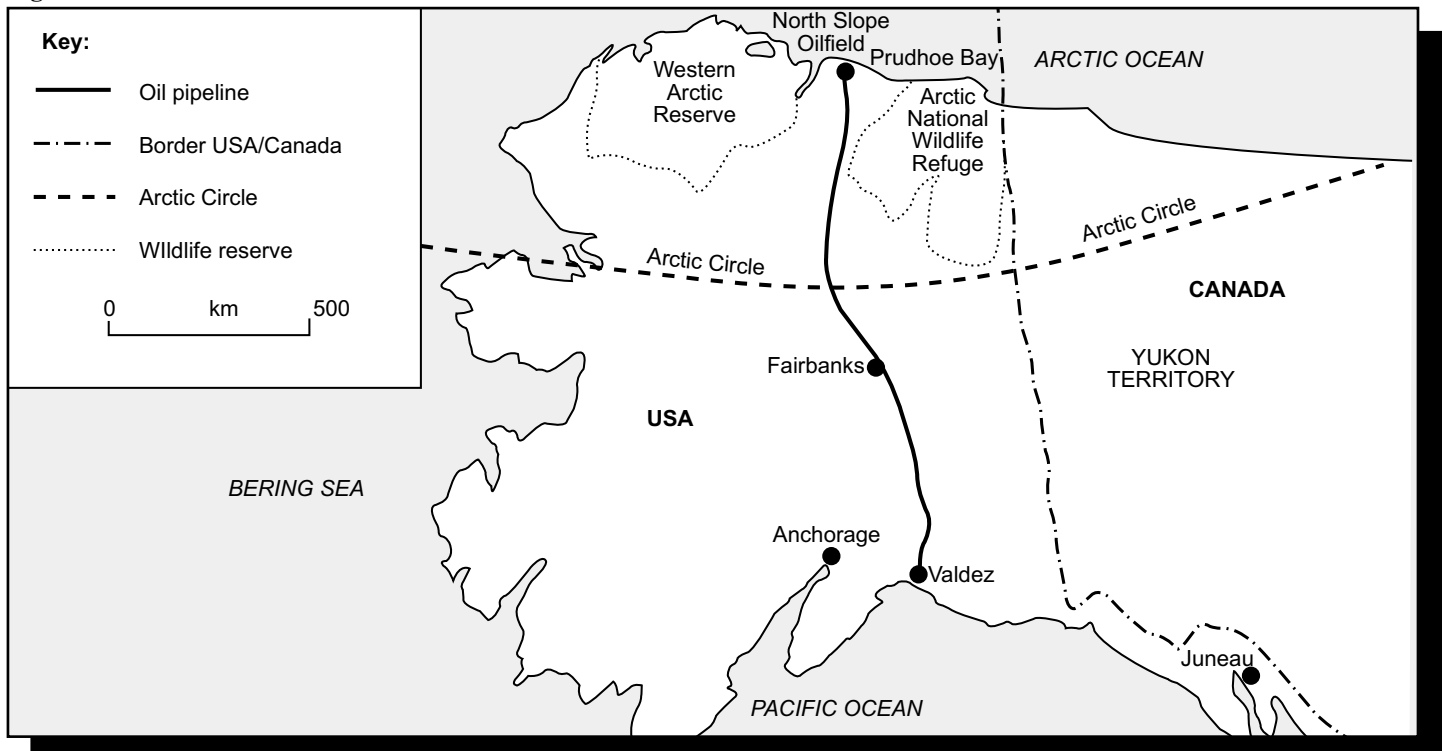 Key:
Oil pipeline
Border USA/Canada
Arctic Circle
WIldlife reserve
0 km 500
North Slope
Oilfield
Prudhoe Bay
ARCTIC OCEAN
Western
Arctic
Reserve
Arctic
National
Wildlife
Refuge
Arctic Circle
Arctic Circle
CANADA
YUKON
TERRITORY
Fairbanks
USA
BERING SEA
Anchorage
Valdez
Juneau
PACIFIC OCEAN